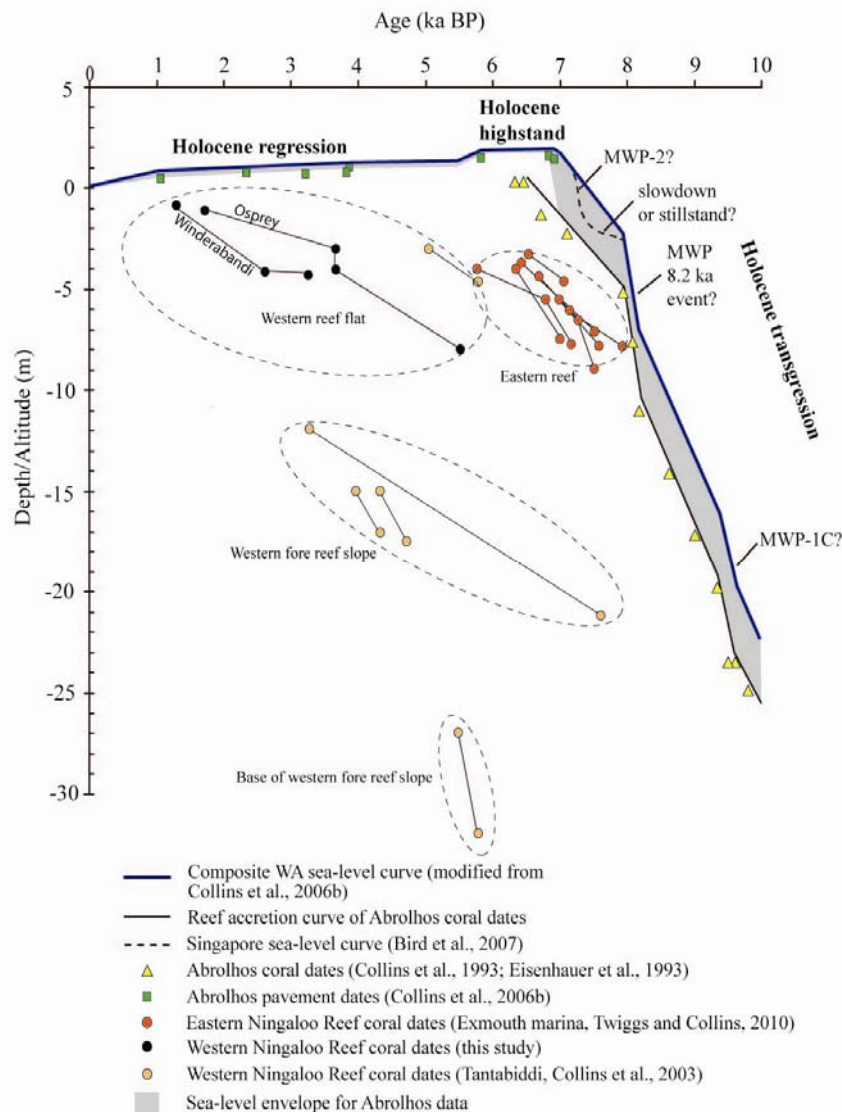 Age (ka BP)
0 1 2 3 4 5 6 7 8 9 10
5
0
-5
-10
-15
-20
-25
-30
Depth/Altitude (m)
Holocene regression
Holocene
highstand
MWP-2?
slowdown
or stillstand?
MWP
8.2 ka
event?
Holocene transgression
MWP-1C?
Osprey
Winderabandi
Western reef flat
Eastern reef
Western fore reef slope
Base of western fore reef slope
Composite WA sea-level curve (modified from
Collins et al., 2006b)
Reef accretion curve of Abrolhos coral dates
Singapore sea-level curve (Bird et al., 2007)
Abrolhos coral dates (Collins et al., 1993; Eisenhauer et al., 1993)
Abrolhos pavement dates (Collins et al., 2006b)
Eastern Ningaloo Reef coral dates (Exmouth marina, Twiggs and Collins, 2010)
Western Ningaloo Reef coral dates (this study)
Western Ningaloo Reef coral dates (Tantabiddi, Collins et al., 2003)
Sea-level envelope for Abrolhos data